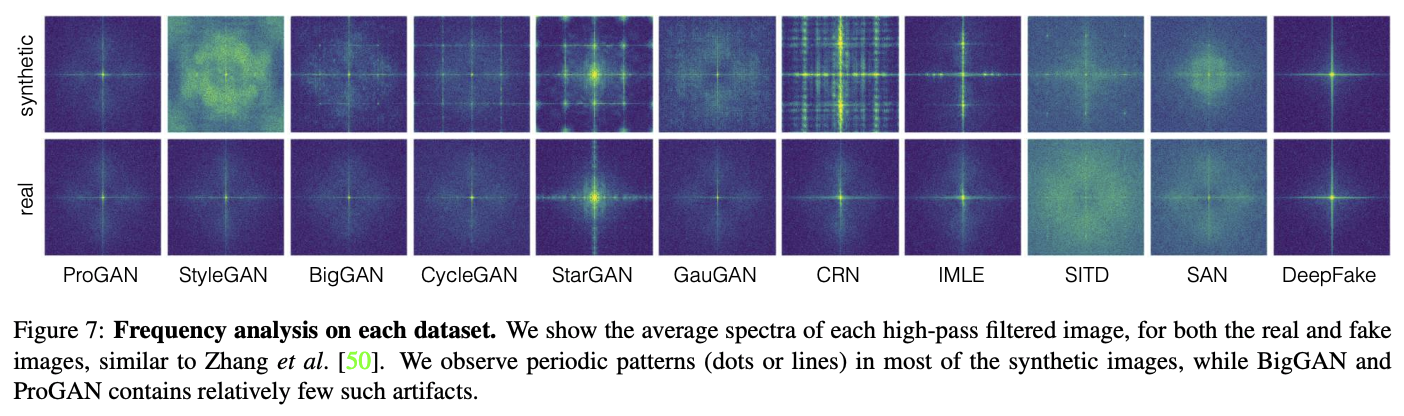 synthetic
real
ProGAN StyleGAN BigGAN CycleGAN StarGAN GauGAN CRN IMLE SITD SAN DeepFake
Figure 7: Frequency analysis on each dataset. We show the average spectra of each high-pass filtered image, for both the real and fake
images, similar to Zhang et al. [50]. We observe periodic patterns (dots or lines) in most of the synthetic images, while BigGAN and
ProGAN contains relatively few such artifacts.